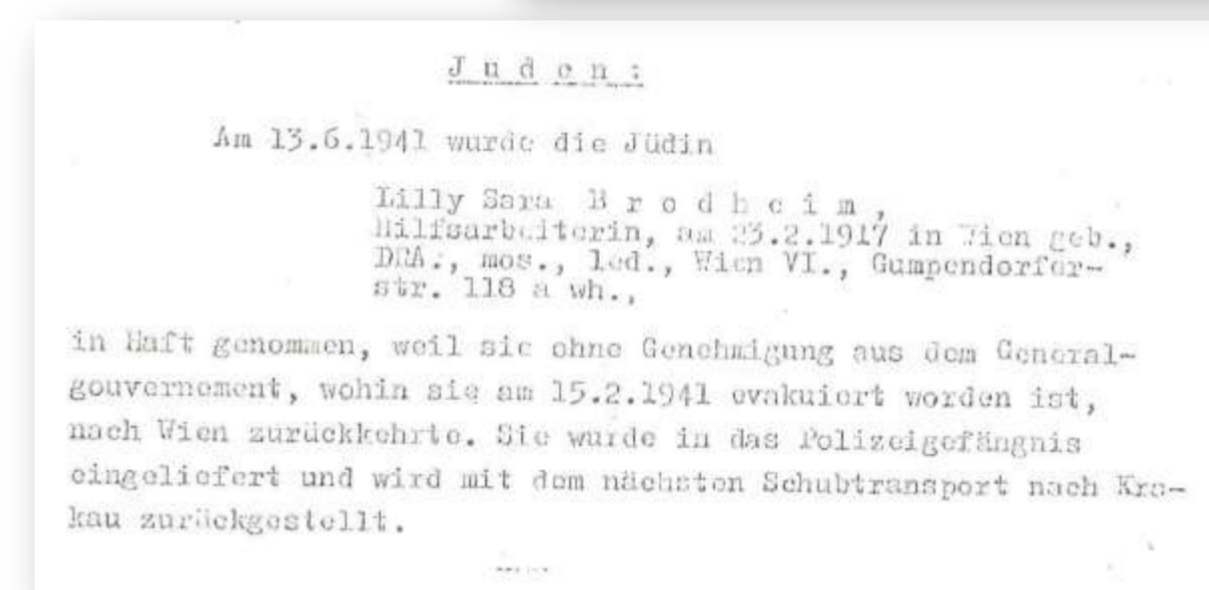 J u d e n :
Am 13.6.1941 wurde die Jüdin
Lilly Sara B r o d h e i m ,
Hilfsarbeiterin, am 23.2.1917 in Wien geb.,
DRA., mos., led., Wien VI., Gumpendorfer-
str. 118 a wh.,
in Haft genommen, weil sie ohne Genehmigung aus dem General-
gouvernement, wohin sie am 15.2.1941 evakuiert worden ist,
nach Wien zurückkehrte. Sie wurde in das Polizeigefängnis
eingeliefert und wird mit dem nächsten Schubtransport nach Kra-
kau zurückgestellt.